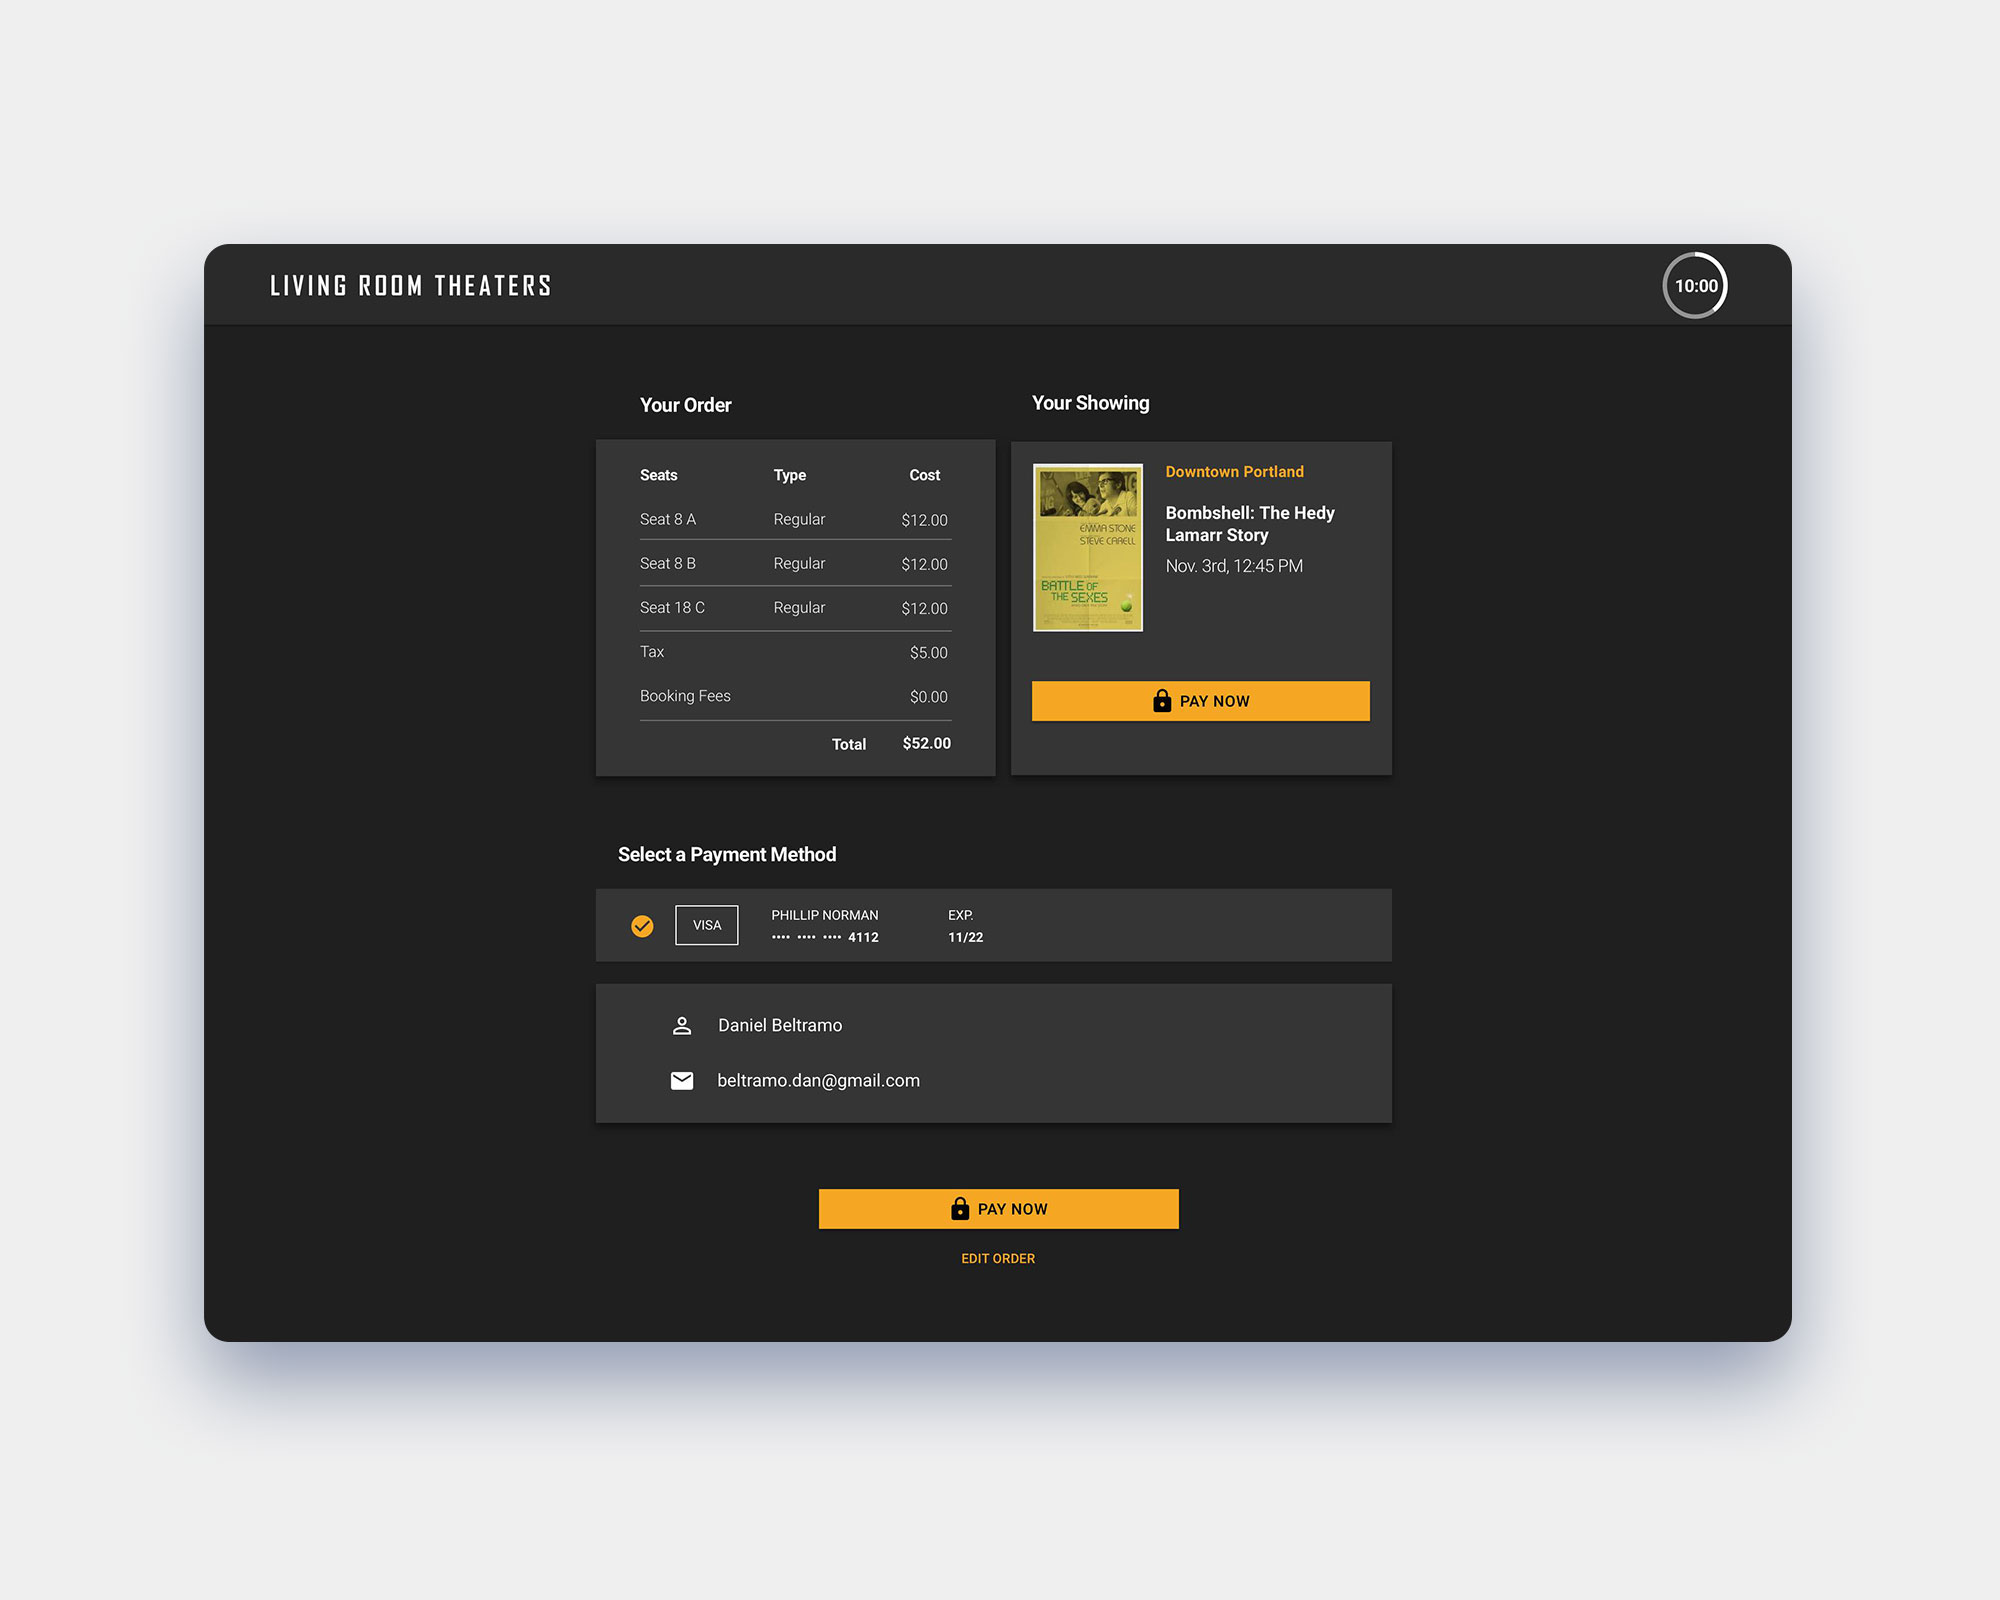 LIVING ROOM THEATERS
10:00
Your Order
Seats Type Cost
Seat 8 A Regular $12.00
Seat 8 B Regular $12.00
Seat 18 C Regular $12.00
Tax $5.00
Booking Fees $0.00
Total $52.00
Your Showing
EMMA STONE
STEVE CARELL
BATTLE OF
THE SEXES
Downtown Portland
Bombshell: The Hedy
Lamarr Story
Nov. 3rd, 12:45 PM
PAY NOW
Select a Payment Method
VISA
PHILLIP NORMAN
•••• •••• •••• 4112
EXP.
11/22
Daniel Beltramo
beltramo.dan@gmail.com
PAY NOW
EDIT ORDER